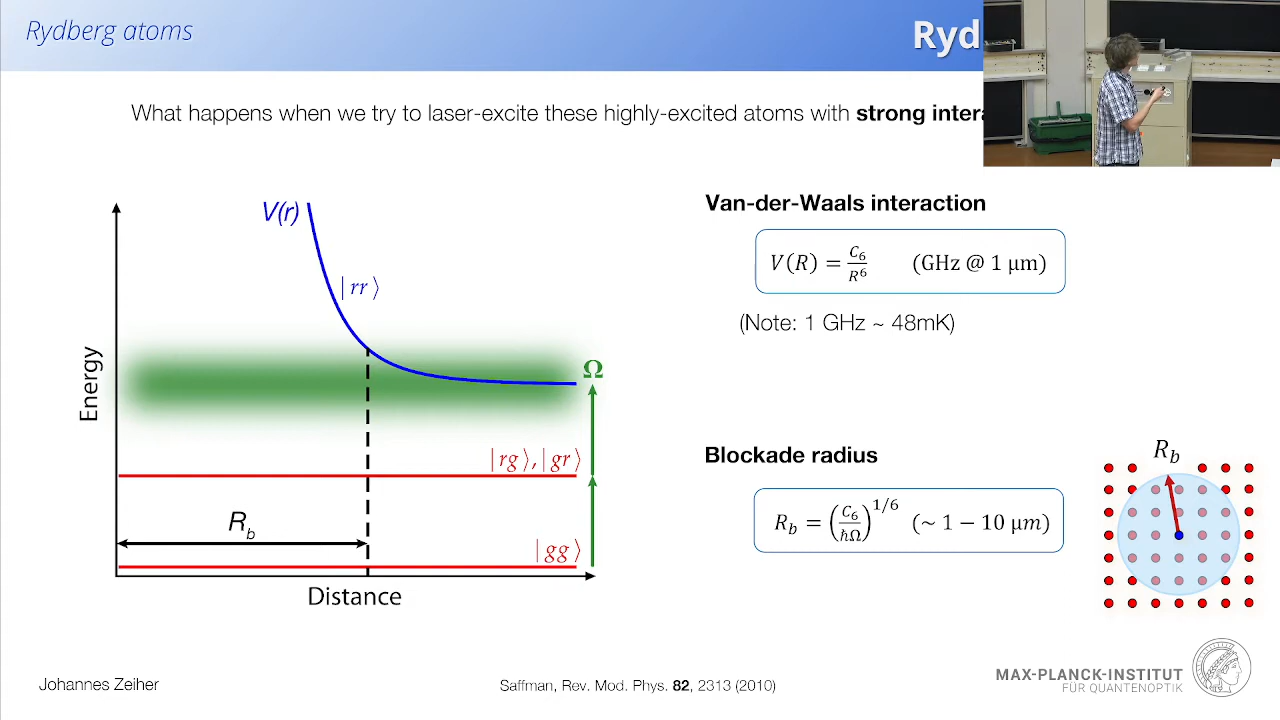 Rydberg atoms
Ryd
What happens when we try to laser-excite these highly-excited atoms with strong intera
V(r)
|rr⟩
Energy
Ω
|rg⟩,|gr⟩
R_b
|gg⟩
Distance
Van-der-Waals interaction
V(R) = C₆/R⁶ (GHz @ 1 μm)
(Note: 1 GHz ~ 48mK)
Blockade radius
R_b = (C₆/ħΩ)^1/6 (~ 1 − 10 μm)
R_b
Johannes Zeiher
Saffman, Rev. Mod. Phys. 82, 2313 (2010)
MAX-PLANCK-INSTITUT
FÜR QUANTENOPTIK